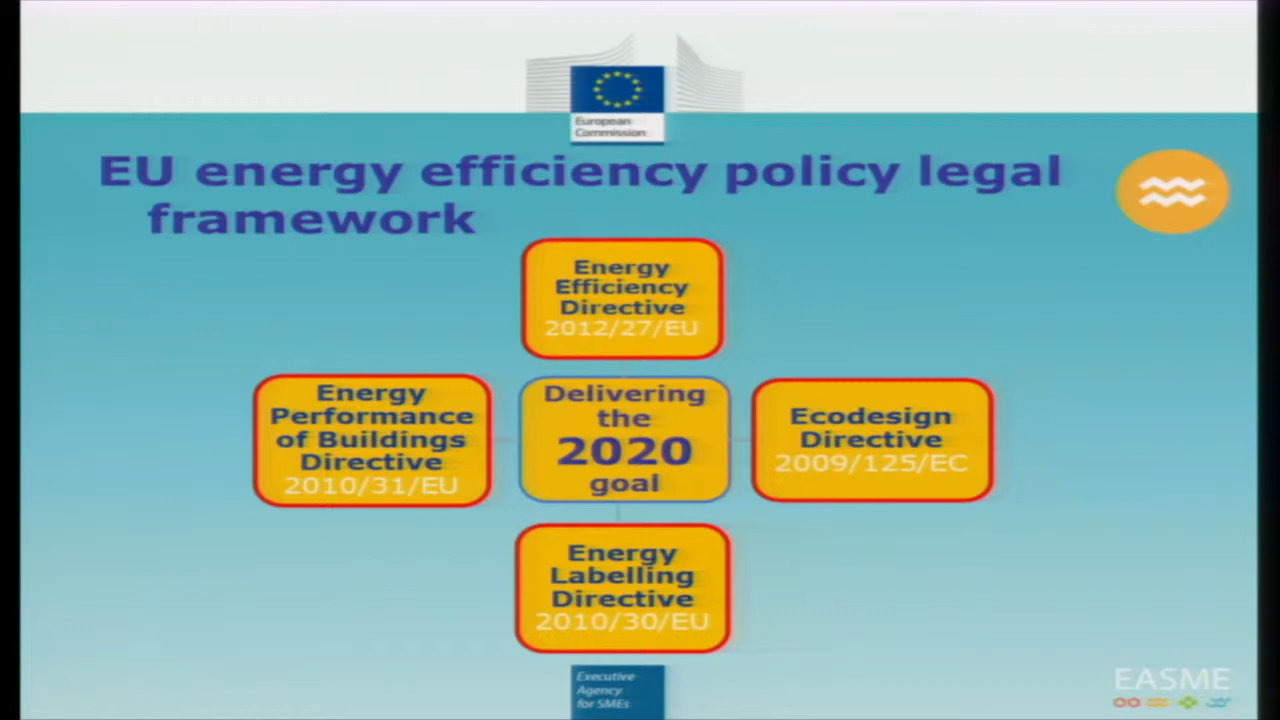 European
Commission
EU energy efficiency policy legal
framework
Energy
Efficiency
Directive
2012/27/EU
Energy
Performance
of Buildings
Directive
2010/31/EU
Delivering
the
2020
goal
Ecodesign
Directive
2009/125/EC
Energy
Labelling
Directive
2010/30/EU
Executive
Agency
for SMEs
EASME